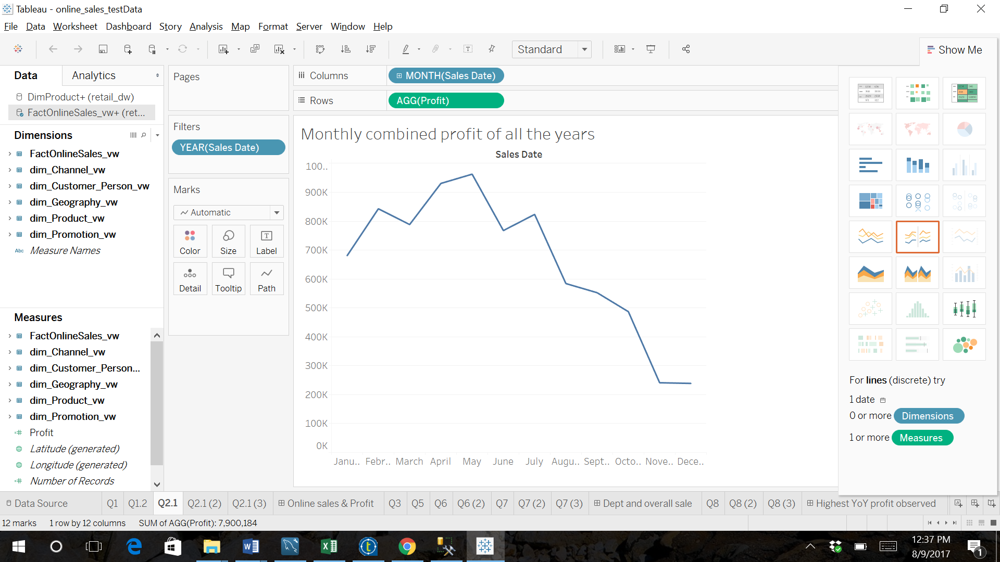 Tableau - online_sales_testData
File Data Worksheet Dashboard Story Analysis Map Format Server Window Help
Standard
Show Me
Data
Analytics
DimProduct+ (retail_dw)
FactOnlineSales_vw+ (ret...
Dimensions
FactOnlineSales_vw
dim_Channel_vw
dim_Customer_Person_vw
dim_Geography_vw
dim_Product_vw
dim_Promotion_vw
Abc Measure Names
Measures
FactOnlineSales_vw
dim_Channel_vw
dim_Customer_Person...
dim_Geography_vw
dim_Product_vw
dim_Promotion_vw
Profit
Latitude (generated)
Longitude (generated)
Number of Records
Pages
Filters
YEAR(Sales Date)
Marks
Automatic
Color Size Label
Detail Tooltip Path
Columns MONTH(Sales Date)
Rows AGG(Profit)
Monthly combined profit of all the years
Sales Date
100..
900K
800K
700K
600K
500K
400K
300K
200K
100K
0K
Janu.. Febr.. March April May June July Augu.. Sept.. Octo.. Nove.. Dece..
For lines (discrete) try
1 date
0 or more Dimensions
1 or more Measures
Data Source Q1 Q1.2 Q2.1 Q2.1 (2) Q2.1 (3) Online sales & Profit Q3 Q5 Q6 Q6 (2) Q7 Q7 (2) Q7 (3) Dept and overall sale Q8 Q8 (2) Q8 (3) Highest YoY profit observed
12 marks 1 row by 12 columns SUM of AGG(Profit): 7,900,184
12:37 PM
8/9/2017
1